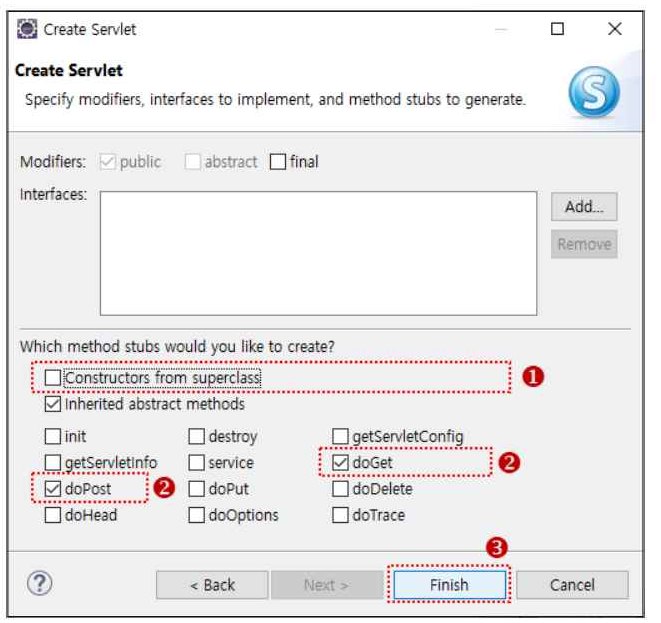 Create Servlet
Create Servlet
Specify modifiers, interfaces to implement, and method stubs to generate.
S
Modifiers: public abstract final
Interfaces:
Add...
Remove
Which method stubs would you like to create?
Constructors from superclass ❶
Inherited abstract methods
init destroy getServletConfig
getServletInfo service doGet ❷
doPost ❷ doPut doDelete
doHead doOptions doTrace
❸
? < Back Next > Finish Cancel